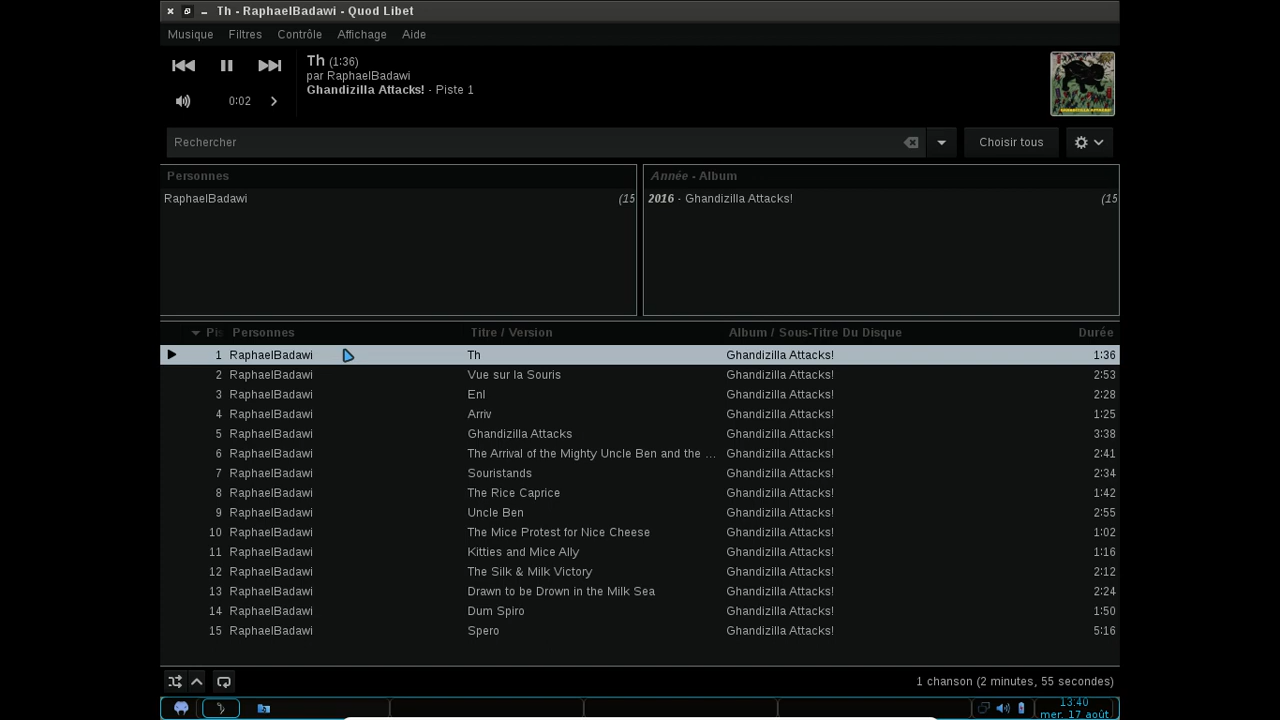 Th - RaphaelBadawi - Quod Libet
Musique Filtres Contrôle Affichage Aide
Th (1:36)
par RaphaelBadawi
Ghandizilla Attacks! - Piste 1
0:02
Rechercher Choisir tous
Personnes Année - Album
RaphaelBadawi (15 2016 - Ghandizilla Attacks! (15
Pis Personnes Titre / Version Album / Sous-Titre Du Disque Durée
1 RaphaelBadawi Th Ghandizilla Attacks! 1:36
2 RaphaelBadawi Vue sur la Souris Ghandizilla Attacks! 2:53
3 RaphaelBadawi Enl Ghandizilla Attacks! 2:28
4 RaphaelBadawi Arriv Ghandizilla Attacks! 1:25
5 RaphaelBadawi Ghandizilla Attacks Ghandizilla Attacks! 3:38
6 RaphaelBadawi The Arrival of the Mighty Uncle Ben and the ... Ghandizilla Attacks! 2:41
7 RaphaelBadawi Souristands Ghandizilla Attacks! 2:34
8 RaphaelBadawi The Rice Caprice Ghandizilla Attacks! 1:42
9 RaphaelBadawi Uncle Ben Ghandizilla Attacks! 2:55
10 RaphaelBadawi The Mice Protest for Nice Cheese Ghandizilla Attacks! 1:02
11 RaphaelBadawi Kitties and Mice Ally Ghandizilla Attacks! 1:16
12 RaphaelBadawi The Silk & Milk Victory Ghandizilla Attacks! 2:12
13 RaphaelBadawi Drawn to be Drown in the Milk Sea Ghandizilla Attacks! 2:24
14 RaphaelBadawi Dum Spiro Ghandizilla Attacks! 1:50
15 RaphaelBadawi Spero Ghandizilla Attacks! 5:16
1 chanson (2 minutes, 55 secondes)
13:40
mer. 17 août